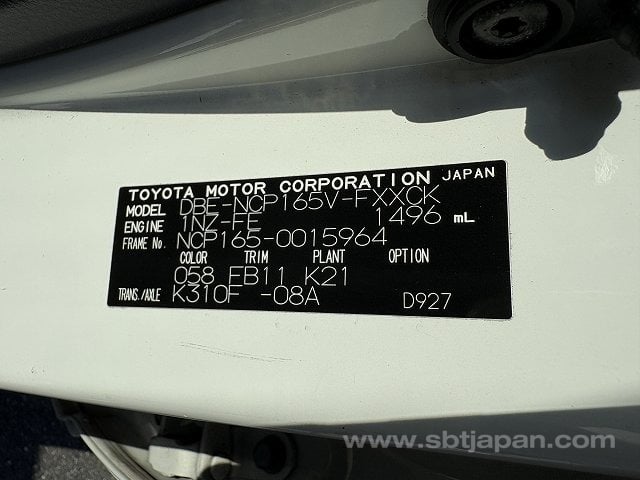 TOYOTA MOTOR CORPORATION JAPAN
MODEL DBE-NCP165V-FXXCK
ENGINE 1NZ-FE 1496 mL
FRAME No. NCP165-0015964
COLOR TRIM PLANT OPTION
058 FB11 K21
TRANS./AXLE K310F -08A D927
www.sbtjapan.com